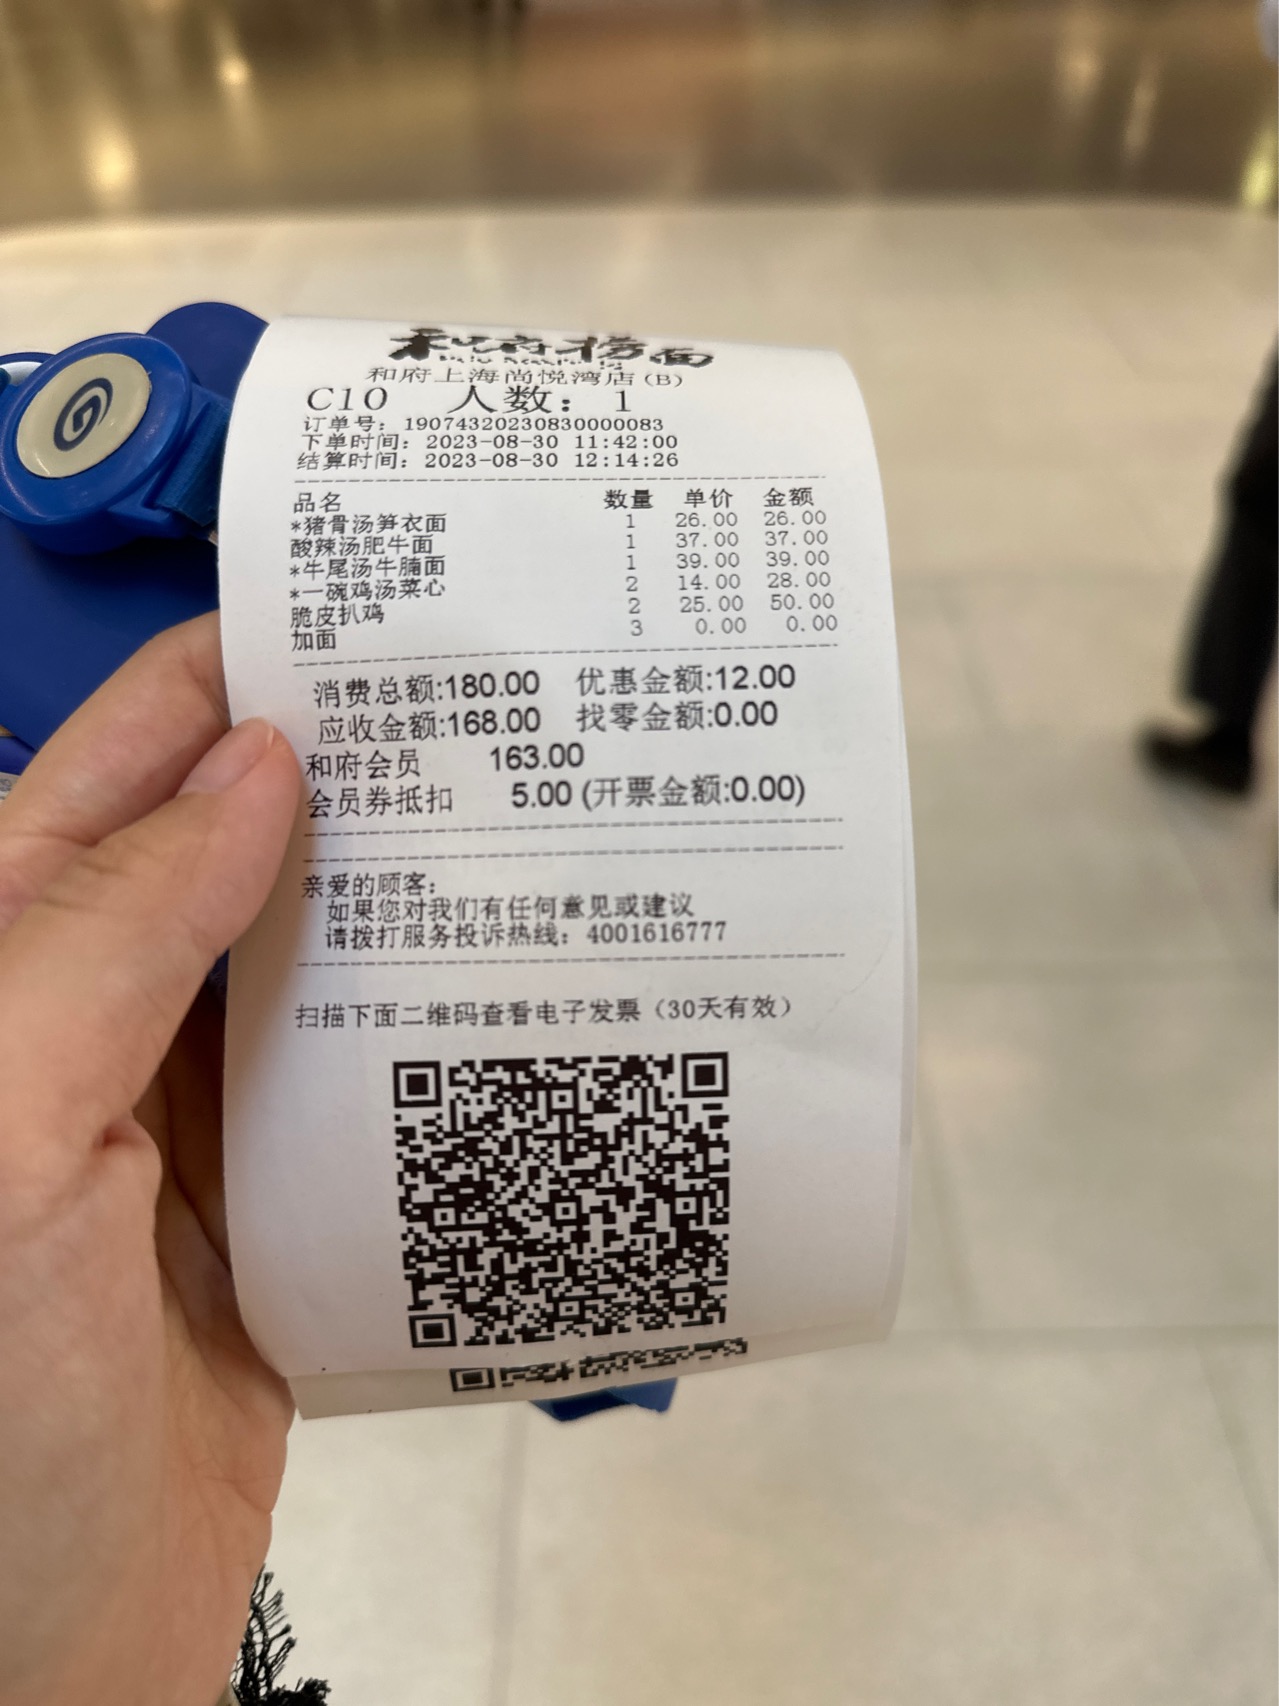 和府捞面
和府上海尚悦湾店(B)
C10 人数: 1
订单号: 19074320230830000083
下单时间: 2023-08-30 11:42:00
结算时间: 2023-08-30 12:14:26
品名 数量 单价 金额
*猪骨汤笋衣面 1 26.00 26.00
酸辣汤肥牛面 1 37.00 37.00
*牛尾汤牛腩面 1 39.00 39.00
*一碗鸡汤菜心 2 14.00 28.00
脆皮扒鸡 2 25.00 50.00
加面 3 0.00 0.00
消费总额:180.00 优惠金额:12.00
应收金额:168.00 找零金额:0.00
和府会员 163.00
会员券抵扣 5.00 (开票金额:0.00)
亲爱的顾客:
如果您对我们有任何意见或建议
请拨打服务投诉热线: 4001616777
扫描下面二维码查看电子发票（30天有效）